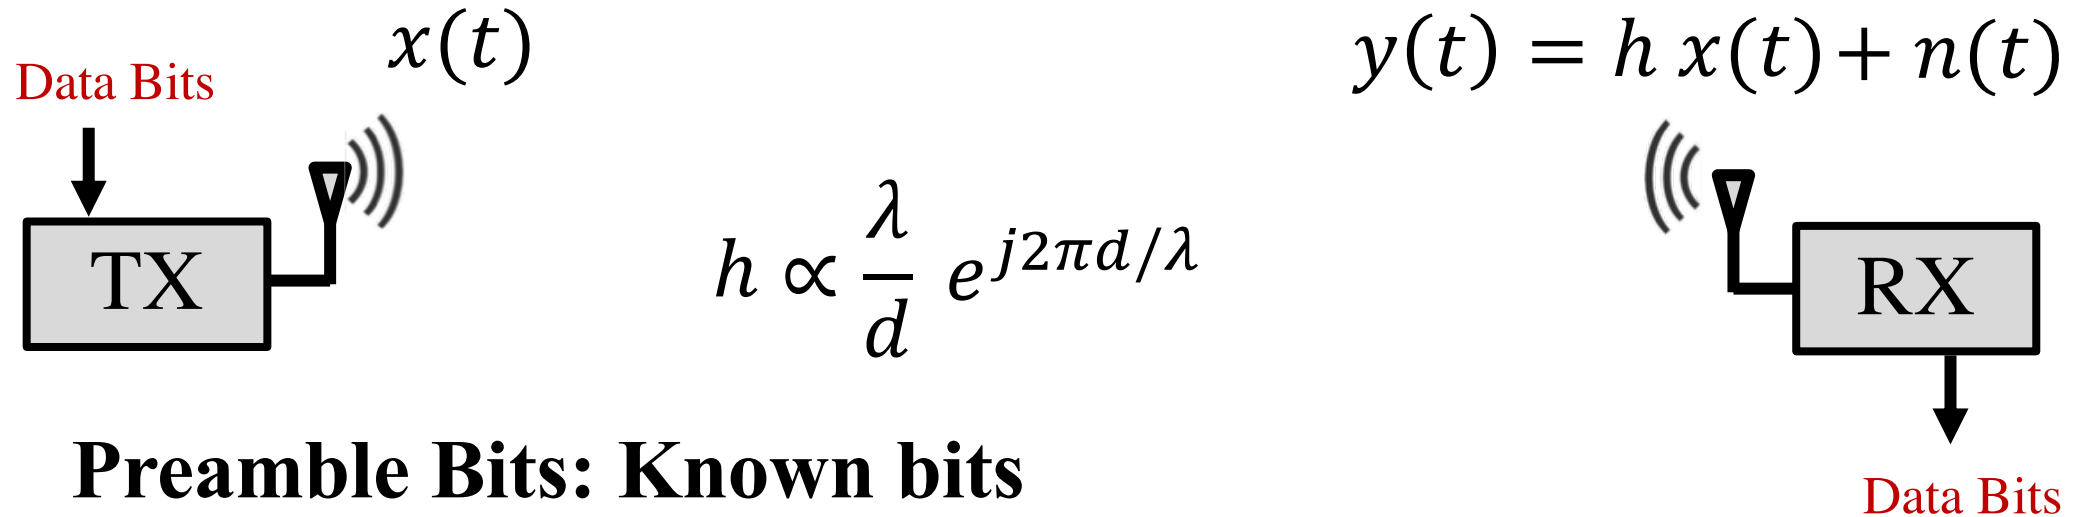 x(t)
y(t) = h x(t) + n(t)
Data Bits
TX
h ∝ λ/d e^{j2πd/λ}
RX
Preamble Bits: Known bits
Data Bits